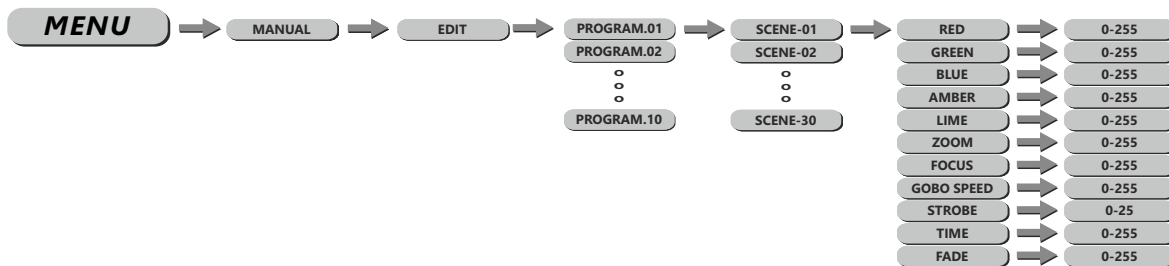 MENU MANUAL EDIT PROGRAM.01 SCENE-01 RED 0-255
PROGRAM.02 SCENE-02 GREEN 0-255
BLUE 0-255
AMBER 0-255
PROGRAM.10 SCENE-30 LIME 0-255
ZOOM 0-255
FOCUS 0-255
GOBO SPEED 0-255
STROBE 0-25
TIME 0-255
FADE 0-255